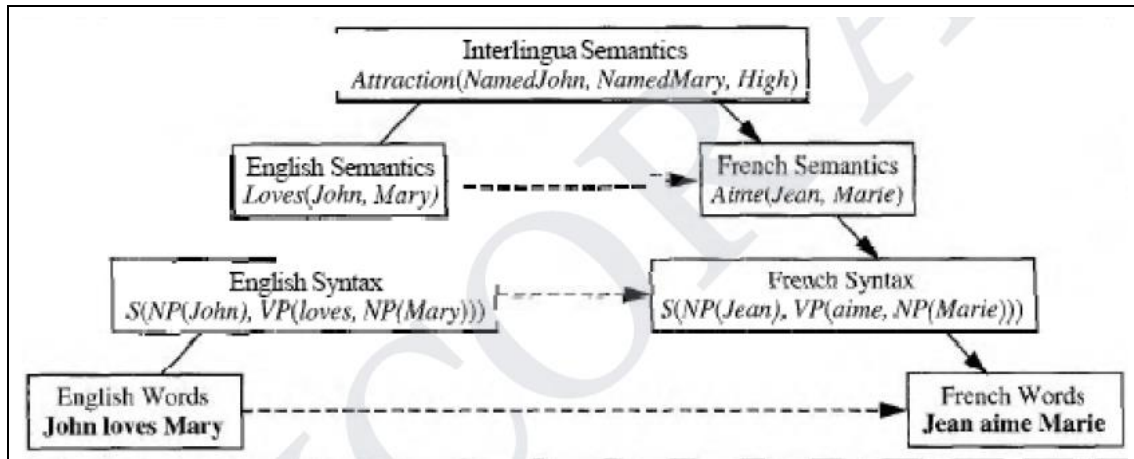 Interlingua Semantics
Attraction(NamedJohn, NamedMary, High)
English Semantics
Loves(John, Mary)
French Semantics
Aime(Jean, Marie)
English Syntax
S(NP(John), VP(loves, NP(Mary)))
French Syntax
S(NP(Jean). VP(aime, NP(Marie)))
English Words
John loves Mary
French Words
Jean aime Marie